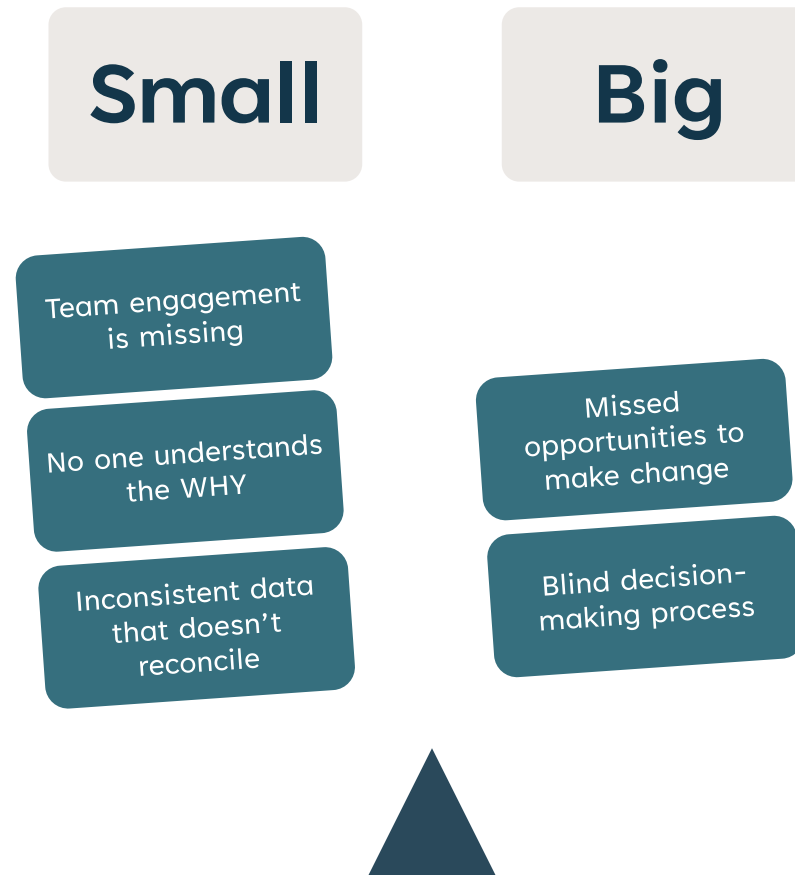 Small
Big
Team engagement
is missing
No one understands
the WHY
Inconsistent data
that doesn’t
reconcile
Missed
opportunities to
make change
Blind decision-
making process